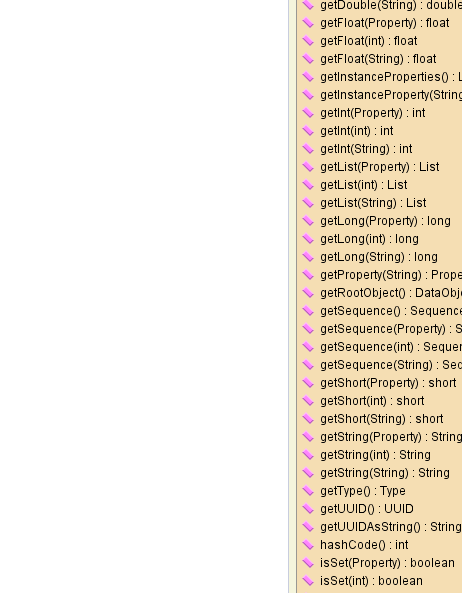 getDouble(String) : double
getFloat(Property) : float
getFloat(int) : float
getFloat(String) : float
getInstanceProperties() : L
getInstanceProperty(String
getInt(Property) : int
getInt(int) : int
getInt(String) : int
getList(Property) : List
getList(int) : List
getList(String) : List
getLong(Property) : long
getLong(int) : long
getLong(String) : long
getProperty(String) : Prope
getRootObject() : DataObje
getSequence() : Sequence
getSequence(Property) : S
getSequence(int) : Sequen
getSequence(String) : Seq
getShort(Property) : short
getShort(int) : short
getShort(String) : short
getString(Property) : String
getString(int) : String
getString(String) : String
getType() : Type
getUUID() : UUID
getUUIDAsString() : String
hashCode() : int
isSet(Property) : boolean
isSet(int) : boolean